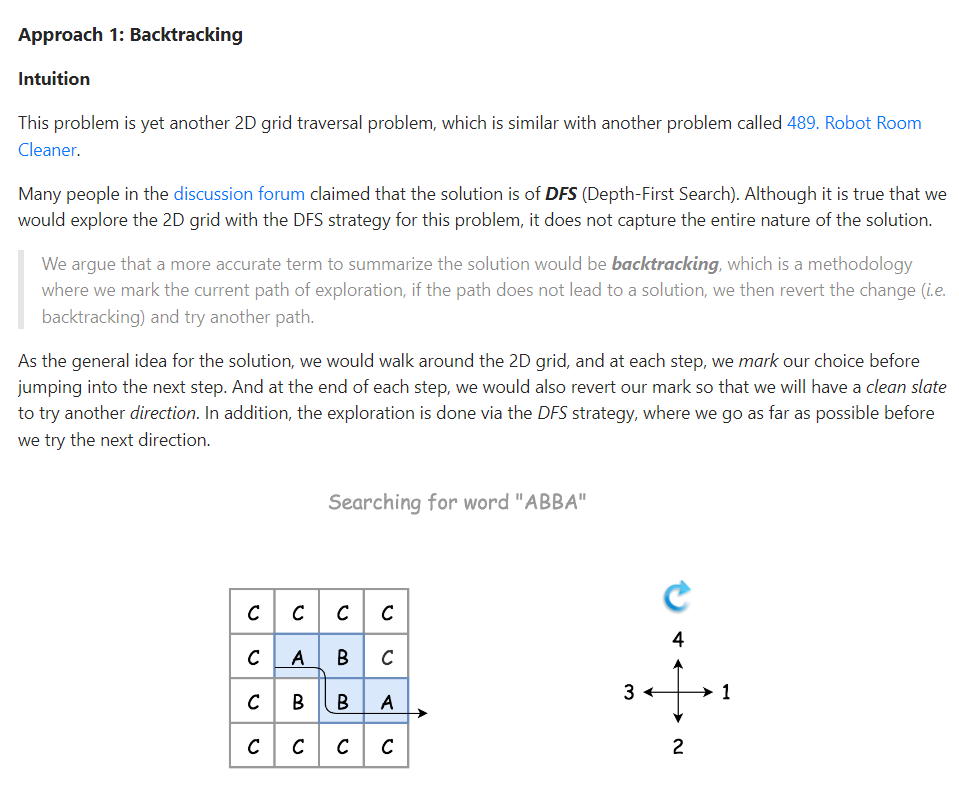 Approach 1: Backtracking
Intuition
This problem is yet another 2D grid traversal problem, which is similar with another problem called 489. Robot Room
Cleaner.
Many people in the discussion forum claimed that the solution is of DFS (Depth-First Search). Although it is true that we
would explore the 2D grid with the DFS strategy for this problem, it does not capture the entire nature of the solution.
We argue that a more accurate term to summarize the solution would be backtracking, which is a methodology
where we mark the current path of exploration, if the path does not lead to a solution, we then revert the change (i.e.
backtracking) and try another path.
As the general idea for the solution, we would walk around the 2D grid, and at each step, we mark our choice before
jumping into the next step. And at the end of each step, we would also revert our mark so that we will have a clean slate
to try another direction. In addition, the exploration is done via the DFS strategy, where we go as far as possible before
we try the next direction.
Searching for word "ABBA"
C C C C
C A B C
C B B A
C C C C
4
3 1
2